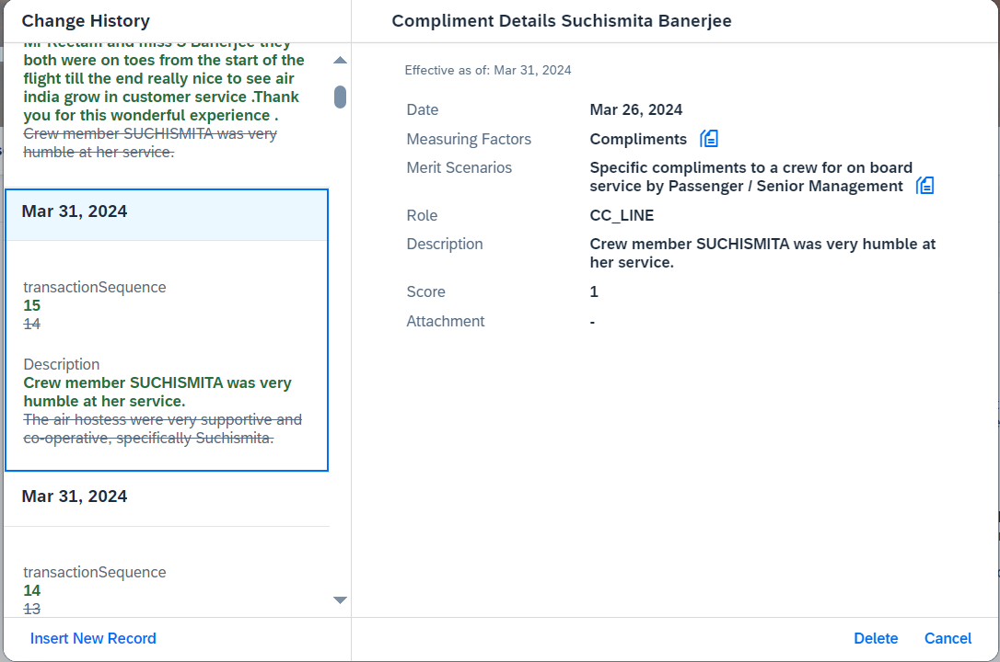 Change History
Mr Reetam and miss S Banerjee they
both were on toes from the start of the
flight till the end really nice to see air
india grow in customer service .Thank
you for this wonderful experience .
Crew member SUCHISMITA was very
humble at her service.
Mar 31, 2024
transactionSequence
15
14
Description
Crew member SUCHISMITA was very
humble at her service.
The air hostess were very supportive and
co-operative, specifically Suchismita.
Mar 31, 2024
transactionSequence
14
13
Insert New Record
Compliment Details Suchismita Banerjee
Effective as of: Mar 31, 2024
Date Mar 26, 2024
Measuring Factors Compliments
Merit Scenarios Specific compliments to a crew for on board
service by Passenger / Senior Management
Role CC_LINE
Description Crew member SUCHISMITA was very humble at
her service.
Score 1
Attachment -
Delete Cancel